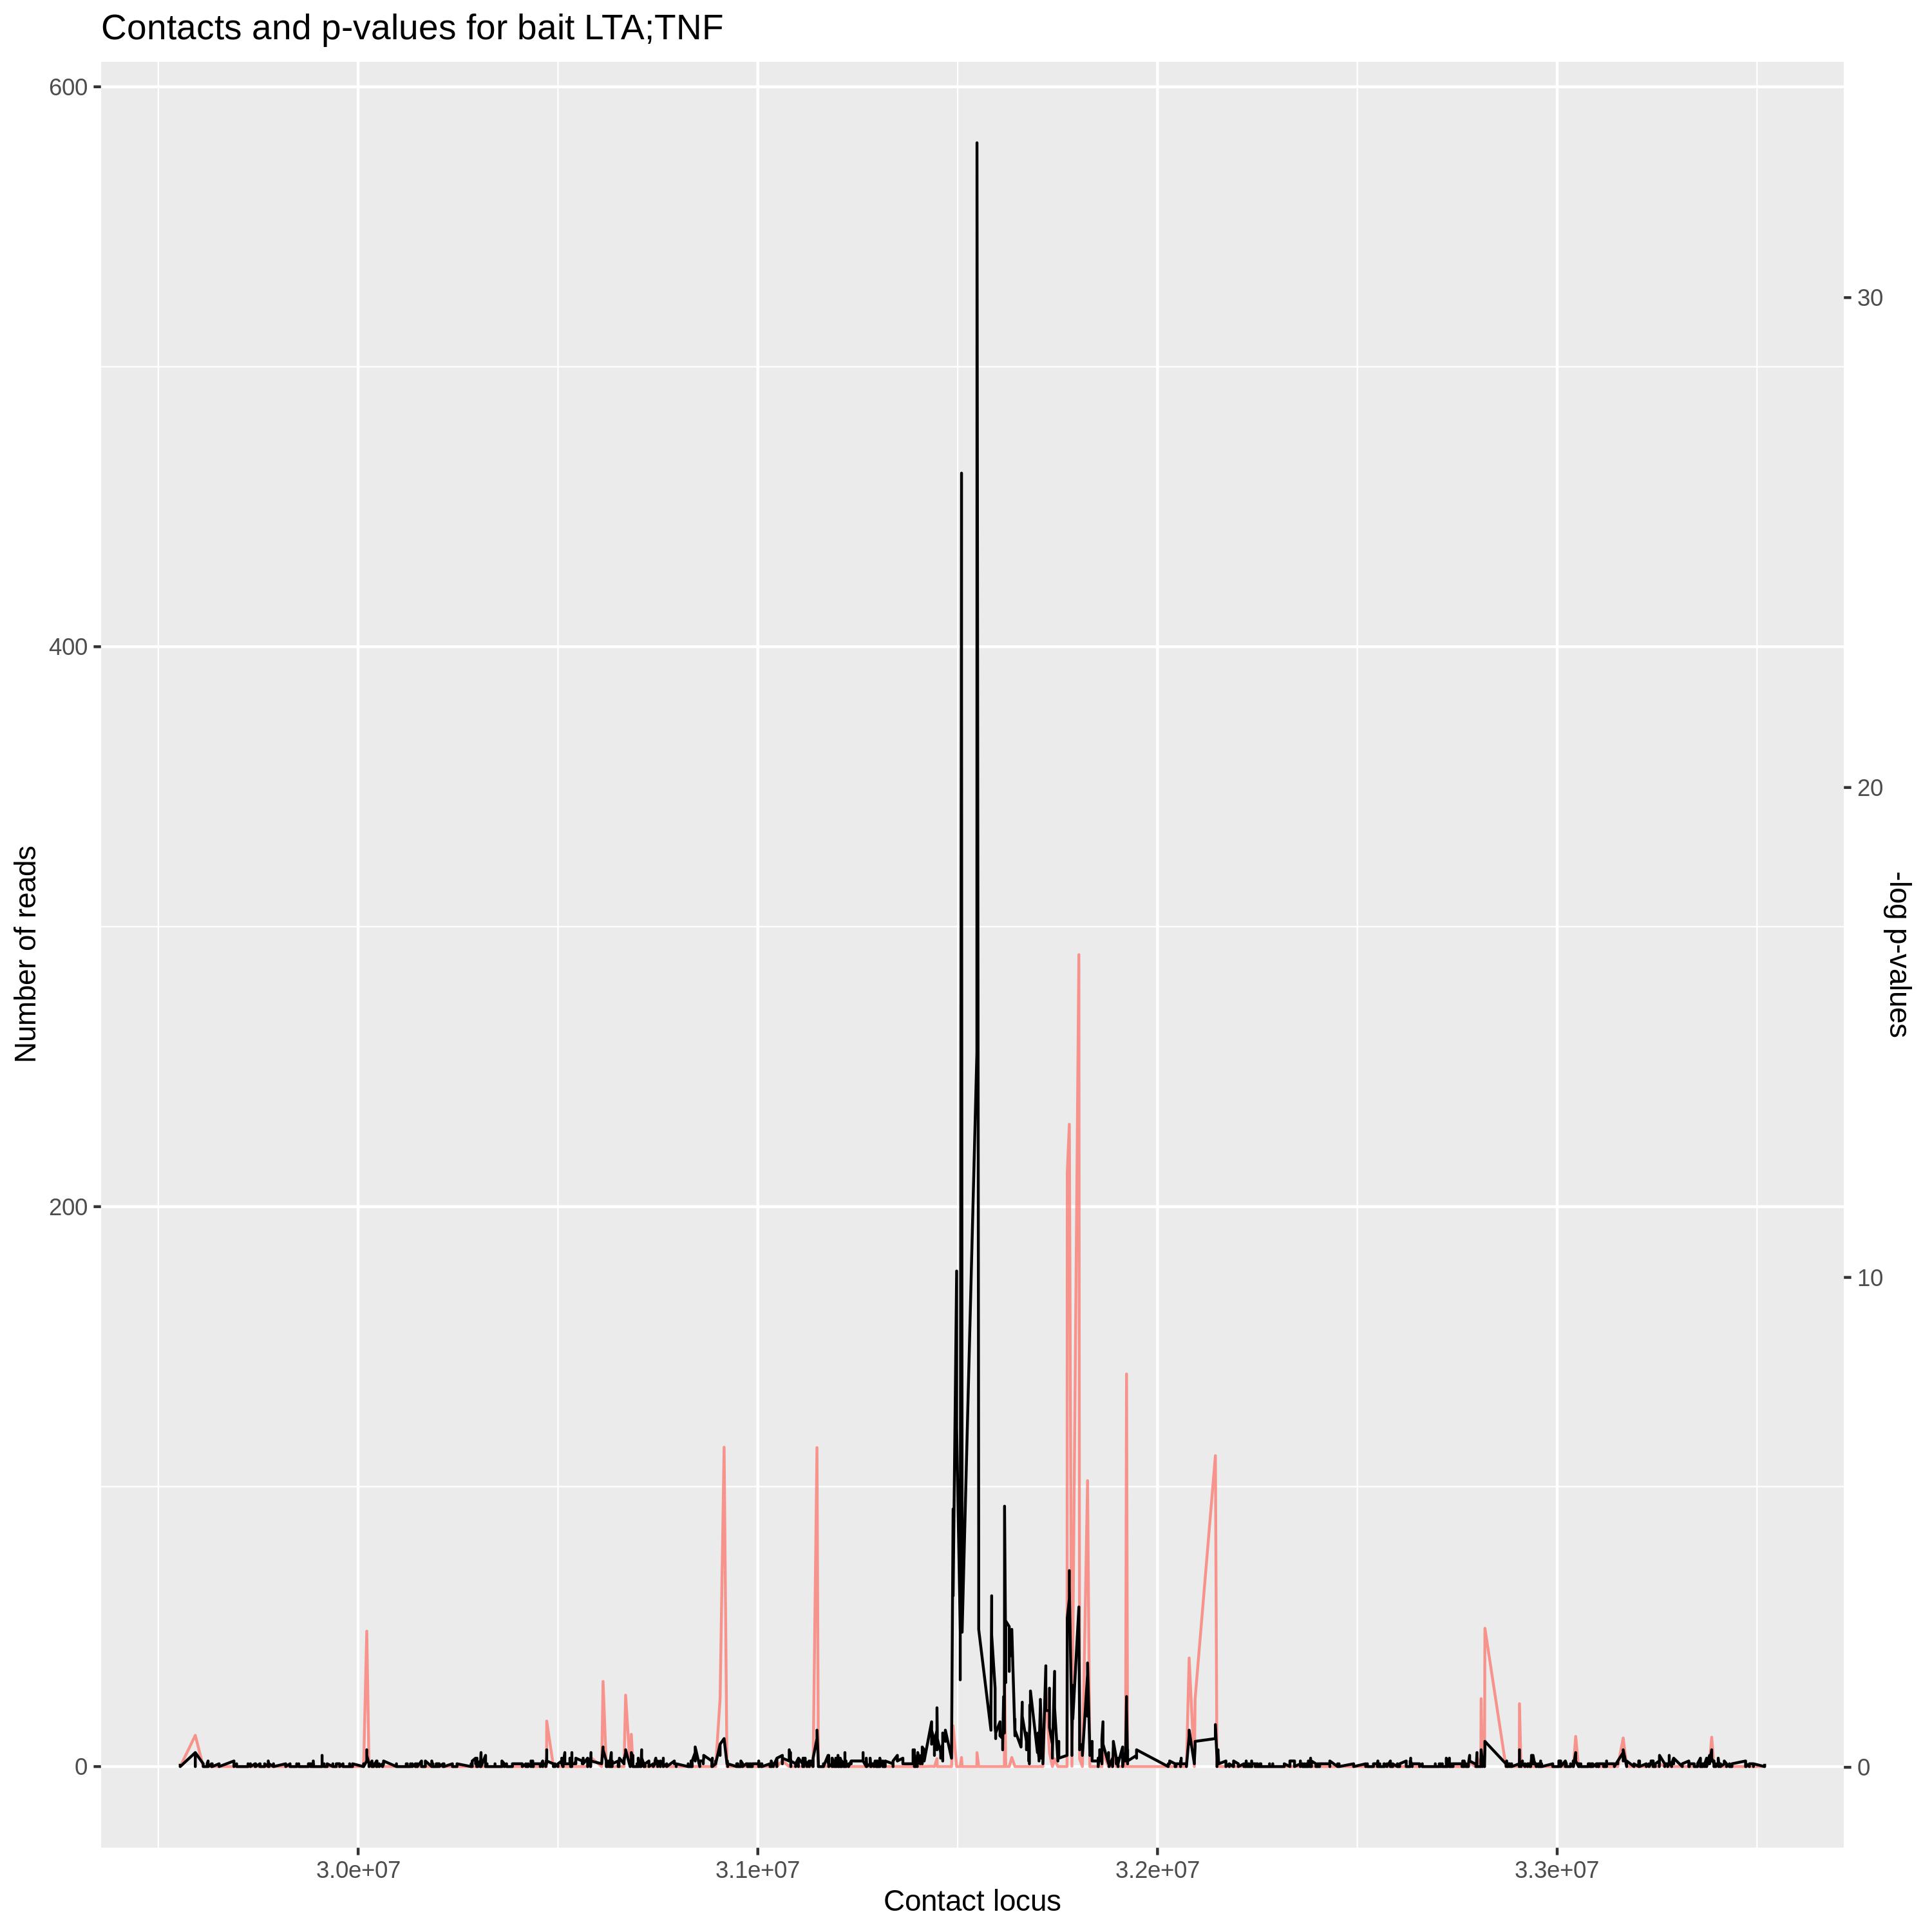 Contacts and p-values for bait LTA;TNF
600
400
200
0
Number of reads
30
20
10
0
-log p-values
3.0e+07
3.1e+07
3.2e+07
3.3e+07
Contact locus